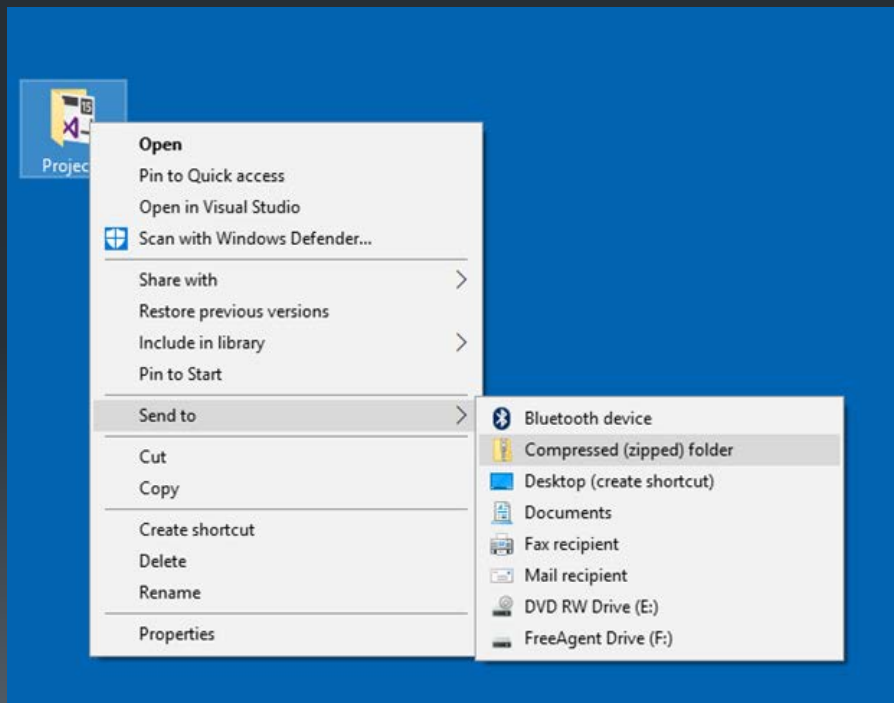 15
Projec
Open
Pin to Quick access
Open in Visual Studio
Scan with Windows Defender...
Share with
Restore previous versions
Include in library
Pin to Start
Send to
Cut
Copy
Create shortcut
Delete
Rename
Properties
Bluetooth device
Compressed (zipped) folder
Desktop (create shortcut)
Documents
Fax recipient
Mail recipient
DVD RW Drive (E:)
FreeAgent Drive (F:)